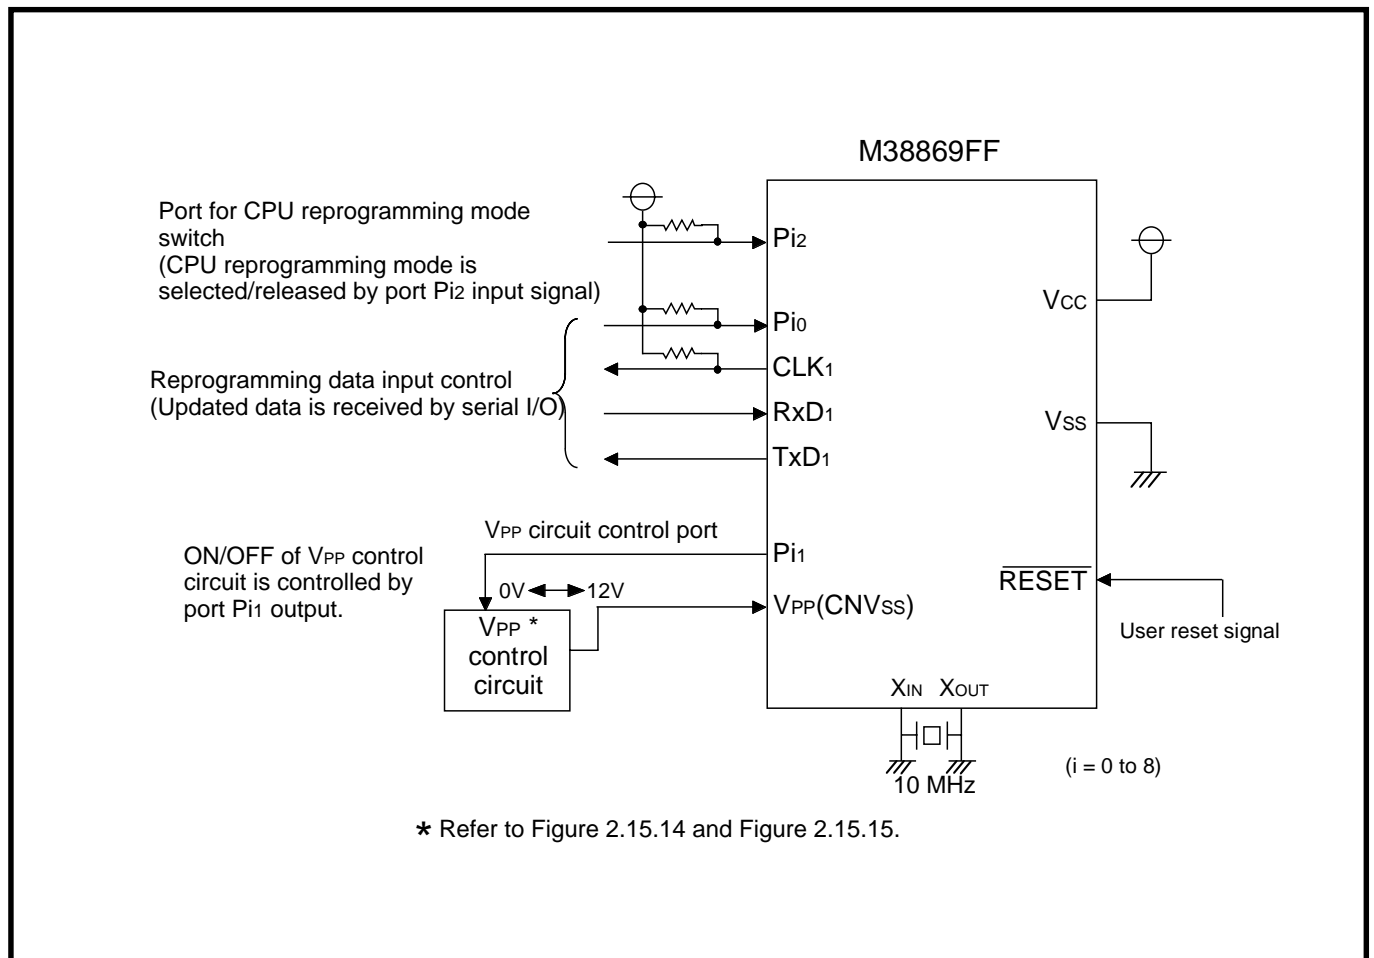 M38869FF
Port for CPU reprogramming mode
switch
(CPU reprogramming mode is
selected/released by port Pi2 input signal)
Pi2
Pi0
CLK1
RxD1
TxD1
Reprogramming data input control
(Updated data is received by serial I/O)
VCC
VSS
VPP circuit control port
Pi1
ON/OFF of VPP control
circuit is controlled by
port Pi1 output.
0V 12V
VPP(CNVSS)
VPP *
control
circuit
RESET
User reset signal
XIN XOUT
10 MHz
(i = 0 to 8)
* Refer to Figure 2.15.14 and Figure 2.15.15.